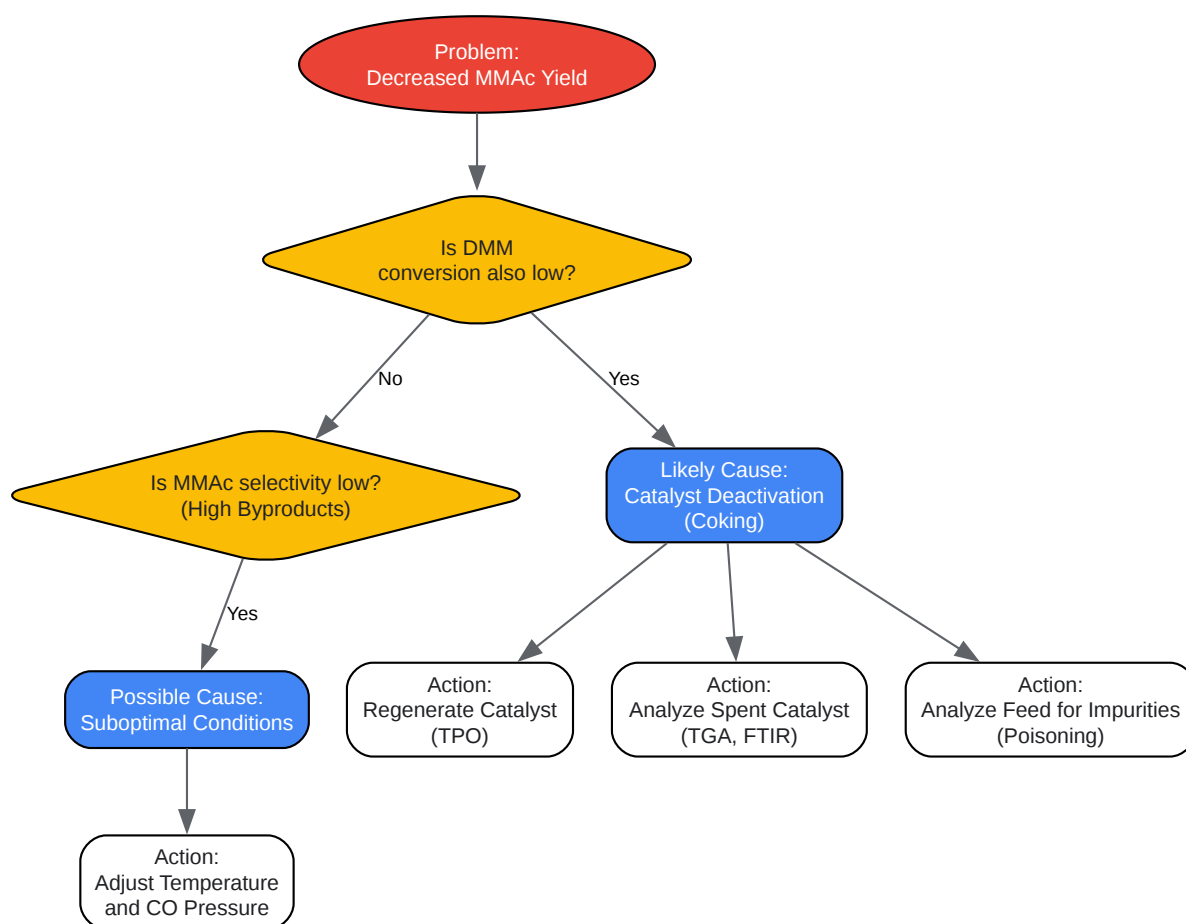 Problem:
Decreased MMAc Yield
Is DMM
conversion also low?
No
Yes
Is MMAc selectivity low?
(High Byproducts)
Likely Cause:
Catalyst Deactivation
(Coking)
Yes
Possible Cause:
Suboptimal Conditions
Action:
Regenerate Catalyst
(TPO)
Action:
Analyze Spent Catalyst
(TGA, FTIR)
Action:
Analyze Feed for Impurities
(Poisoning)
Action:
Adjust Temperature
and CO Pressure